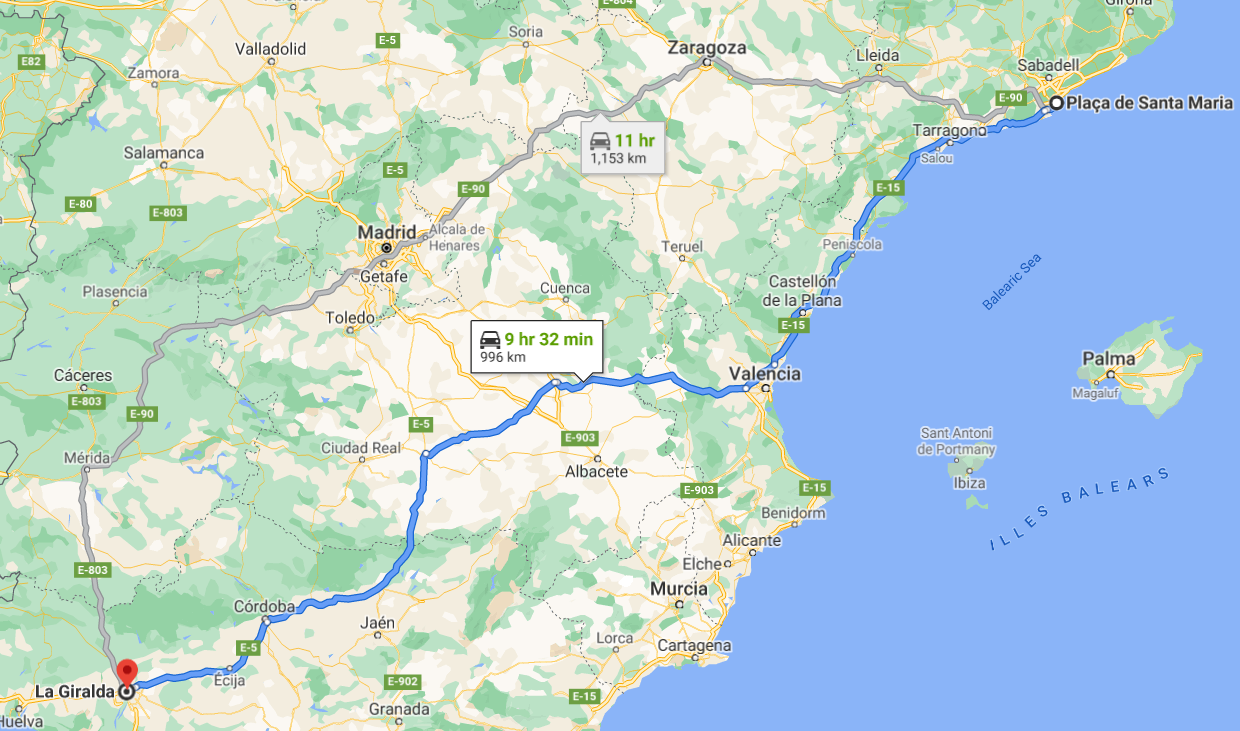 E-804
Girona
Soria
Valladolid
E-5
Zaragoza
Lleida
E82
Zamora
Sabadell
E-90
Plaça de Santa Maria
Tarragona
11 hr
1,153 km
Salamanca
Salou
E-5
E-90
E-15
E-80
E-803
Madrid
Alcala de
Henares
Teruel
Peniscola
Getafe
Balearic Sea
Castellón
de la Plana
Plasencia
Cuenca
Toledo
E-15
9 hr 32 min
996 km
Palma
Valencia
Cáceres
Magaluf
E-803
E-90
E-5
E-903
Sant Antoni
de Portmany
Ciudad Real
Mérida
Albacete
Ibiza
ILLES BALEARS
E-903
E-15
Benidorm
Alicante
Elche
E-803
Murcia
Córdoba
Jaén
Lorca
Cartagena
E-5
Écija
La Giralda
E-902
E-15
Granada
Huelva